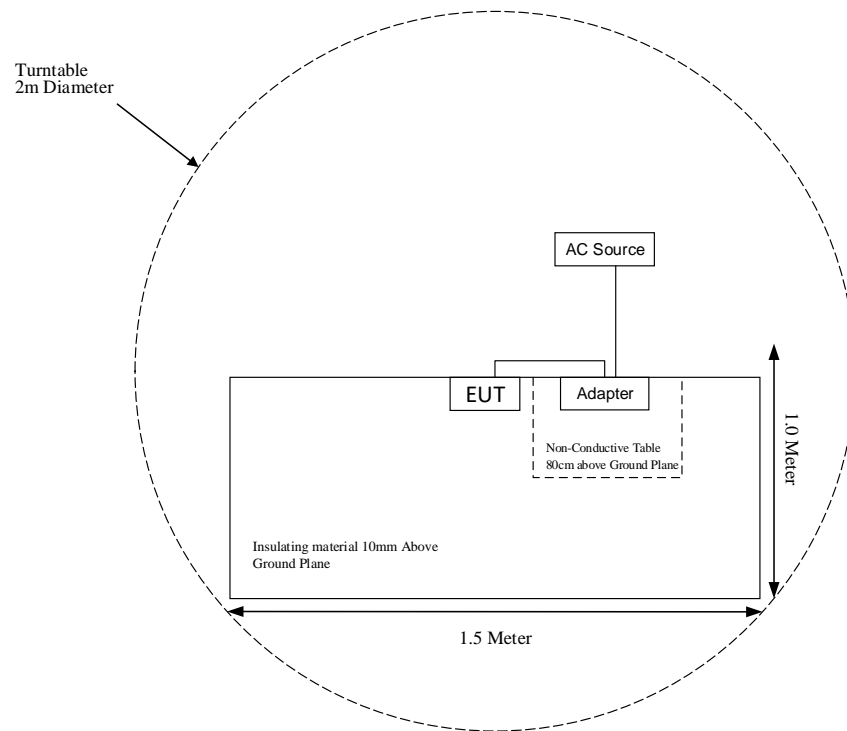 Turntable
2m Diameter
AC Source
EUT
Adapter
Non-Conductive Table
80cm above Ground Plane
1.0 Meter
Insulating material 10mm Above
Ground Plane
1.5 Meter